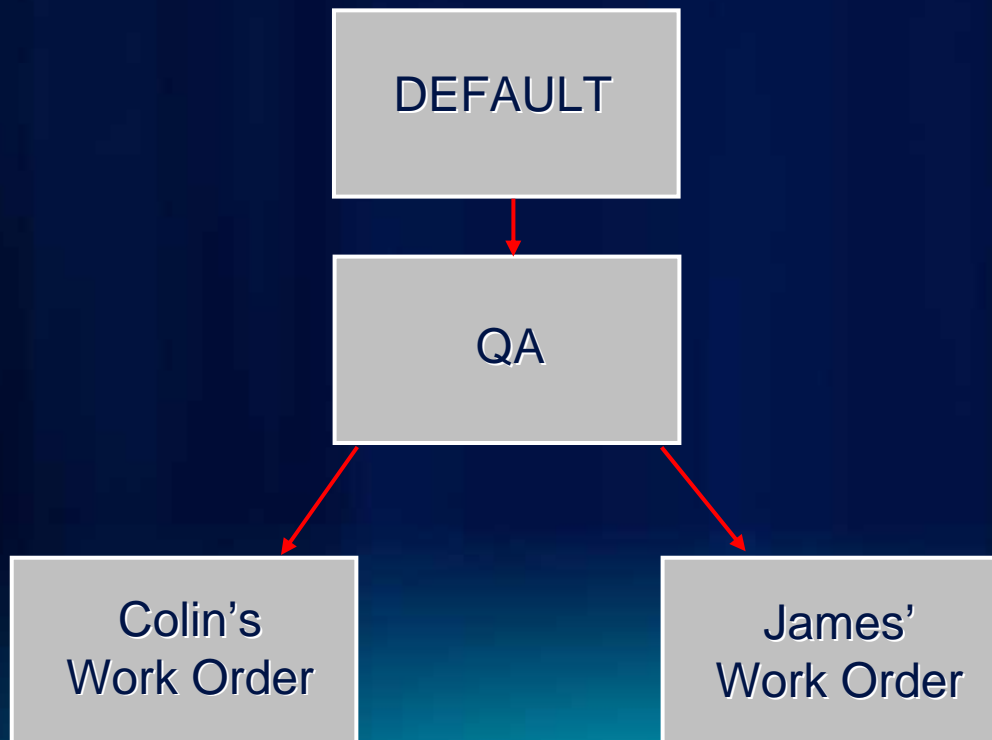 DEFAULT
QA
Colin’s
Work Order
James’
Work Order